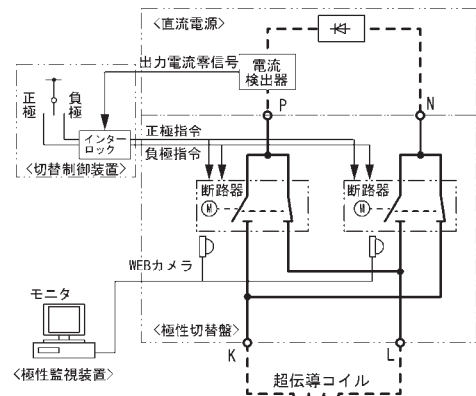 <直流電源>
出力電流零信号
電流
検出器
P
N
正極
負極
インター
ロック
<切替制御装置>
正極指令
負極指令
断路器
M
断路器
M
WEBカメラ
モニタ
<極性監視装置>
<極性切替盤>
K
L
超伝導コイル